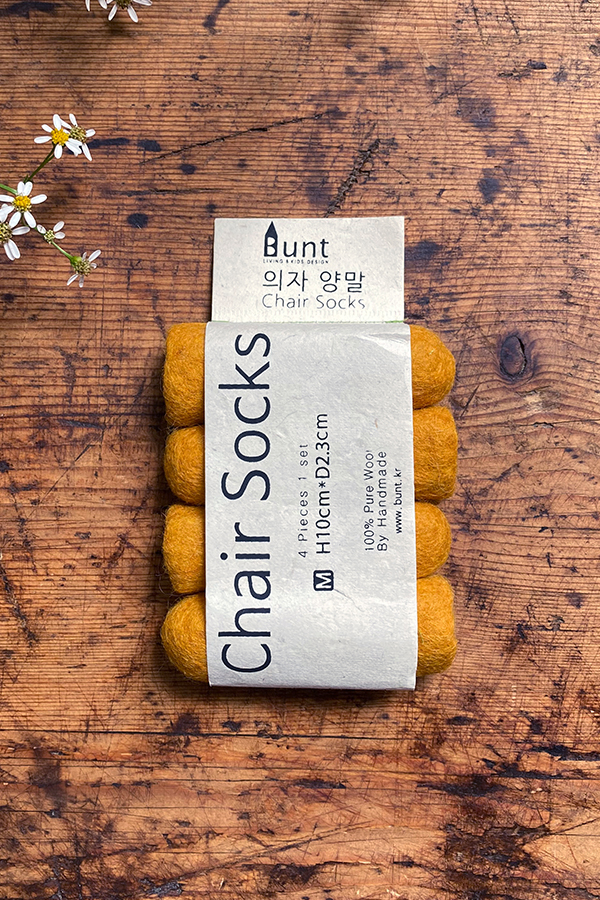 Bunt
LIVING & KIDS DESIGN
의자 양말
Chair Socks
Chair Socks
4 Pieces 1 set
M H10cm*D2.3cm
100% Pure Wool
By Handmade
www.bunt.kr